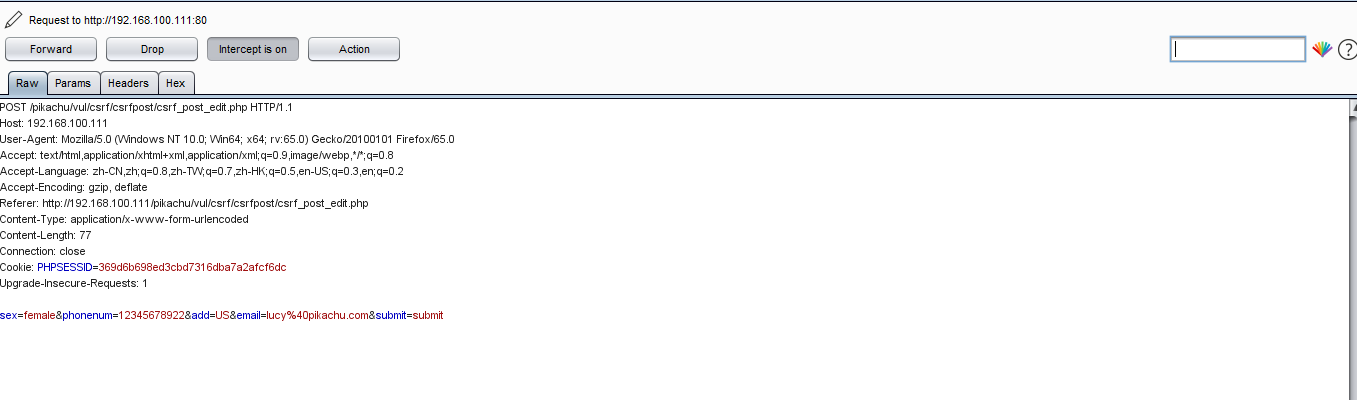 Request to http://192.168.100.111:80
Forward Drop Intercept is on Action ?
Raw Params Headers Hex
POST /pikachu/vul/csrf/csrfpost/csrf_post_edit.php HTTP/1.1
Host: 192.168.100.111
User-Agent: Mozilla/5.0 (Windows NT 10.0; Win64; x64; rv:65.0) Gecko/20100101 Firefox/65.0
Accept: text/html,application/xhtml+xml,application/xml;q=0.9,image/webp,*/*;q=0.8
Accept-Language: zh-CN,zh;q=0.8,zh-TW;q=0.7,zh-HK;q=0.5,en-US;q=0.3,en;q=0.2
Accept-Encoding: gzip, deflate
Referer: http://192.168.100.111/pikachu/vul/csrf/csrfpost/csrf_post_edit.php
Content-Type: application/x-www-form-urlencoded
Content-Length: 77
Connection: close
Cookie: PHPSESSID=369d6b698ed3cbd7316dba7a2afcf6dc
Upgrade-Insecure-Requests: 1
sex=female&phonenum=12345678922&add=US&email=lucy%40pikachu.com&submit=submit